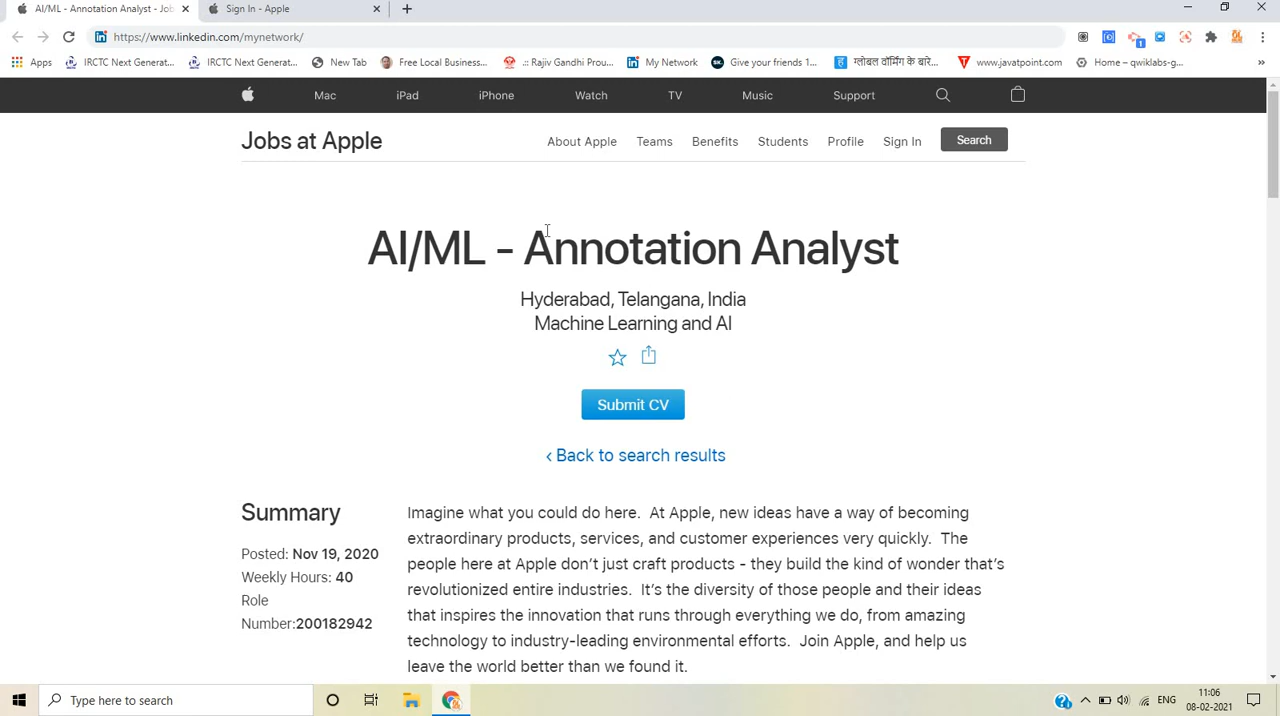 AI/ML - Annotation Analyst - Job
Sign In - Apple
https://www.linkedin.com/mynetwork/
Apps
IRCTC Next Generat...
IRCTC Next Generat...
New Tab
Free Local Business...
.:: Rajiv Gandhi Prou...
My Network
Give your friends 1...
ग्लोबल वॉर्मिंग के बारे...
www.javatpoint.com
Home – qwiklabs-g...
»
Mac
iPad
iPhone
Watch
TV
Music
Support
Jobs at Apple
About Apple
Teams
Benefits
Students
Profile
Sign In
Search
AI/ML - Annotation Analyst
Hyderabad, Telangana, India
Machine Learning and AI
Submit CV
‹ Back to search results
Summary
Posted: Nov 19, 2020
Weekly Hours: 40
Role
Number:200182942
Imagine what you could do here. At Apple, new ideas have a way of becoming
extraordinary products, services, and customer experiences very quickly. The
people here at Apple don't just craft products - they build the kind of wonder that's
revolutionized entire industries. It's the diversity of those people and their ideas
that inspires the innovation that runs through everything we do, from amazing
technology to industry-leading environmental efforts. Join Apple, and help us
leave the world better than we found it.
Type here to search
ENG
11:06
08-02-2021